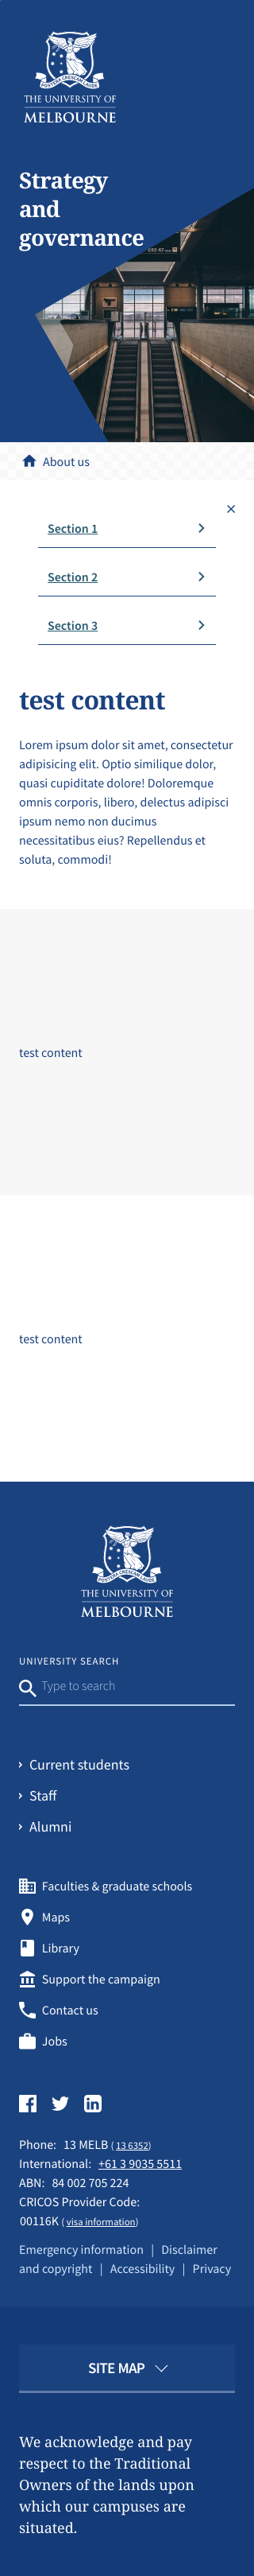 THE UNIVERSITY OF
MELBOURNE
Strategy
and
governance
About us
×
Section 1
Section 2
Section 3
test content
Lorem ipsum dolor sit amet, consectetur
adipisicing elit. Optio similique dolor,
quasi cupiditate dolore! Doloremque
omnis corporis, libero, delectus adipisci
ipsum nemo non ducimus
necessitatibus eius? Repellendus et
soluta, commodi!
test content
test content
THE UNIVERSITY OF
MELBOURNE
UNIVERSITY SEARCH
Type to search
Current students
Staff
Alumni
Faculties & graduate schools
Maps
Library
Support the campaign
Contact us
Jobs
Phone: 13 MELB ( 13 6352)
International: +61 3 9035 5511
ABN: 84 002 705 224
CRICOS Provider Code:
00116K ( visa information)
Emergency information | Disclaimer
and copyright | Accessibility | Privacy
SITE MAP
We acknowledge and pay
respect to the Traditional
Owners of the lands upon
which our campuses are
situated.